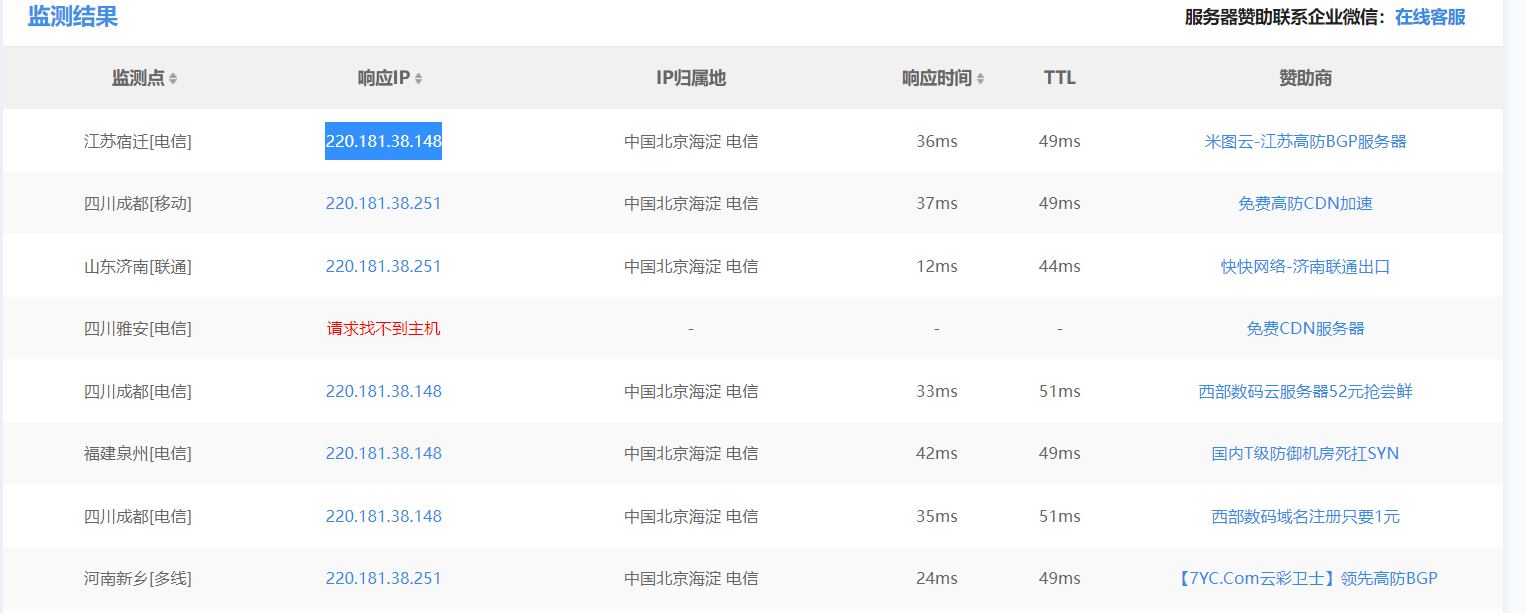 监测结果 服务器赞助联系企业微信：在线客服
监测点 响应IP IP归属地 响应时间 TTL 赞助商
江苏宿迁[电信] 220.181.38.148 中国北京海淀 电信 36ms 49ms 米图云-江苏高防BGP服务器
四川成都[移动] 220.181.38.251 中国北京海淀 电信 37ms 49ms 免费高防CDN加速
山东济南[联通] 220.181.38.251 中国北京海淀 电信 12ms 44ms 快快网络-济南联通出口
四川雅安[电信] 请求找不到主机 - - - 免费CDN服务器
四川成都[电信] 220.181.38.148 中国北京海淀 电信 33ms 51ms 西部数码云服务器52元抢尝鲜
福建泉州[电信] 220.181.38.148 中国北京海淀 电信 42ms 49ms 国内T级防御机房死扛SYN
四川成都[电信] 220.181.38.148 中国北京海淀 电信 35ms 51ms 西部数码域名注册只要1元
河南新乡[多线] 220.181.38.251 中国北京海淀 电信 24ms 49ms 【7YC.Com云彩卫士】领先高防BGP